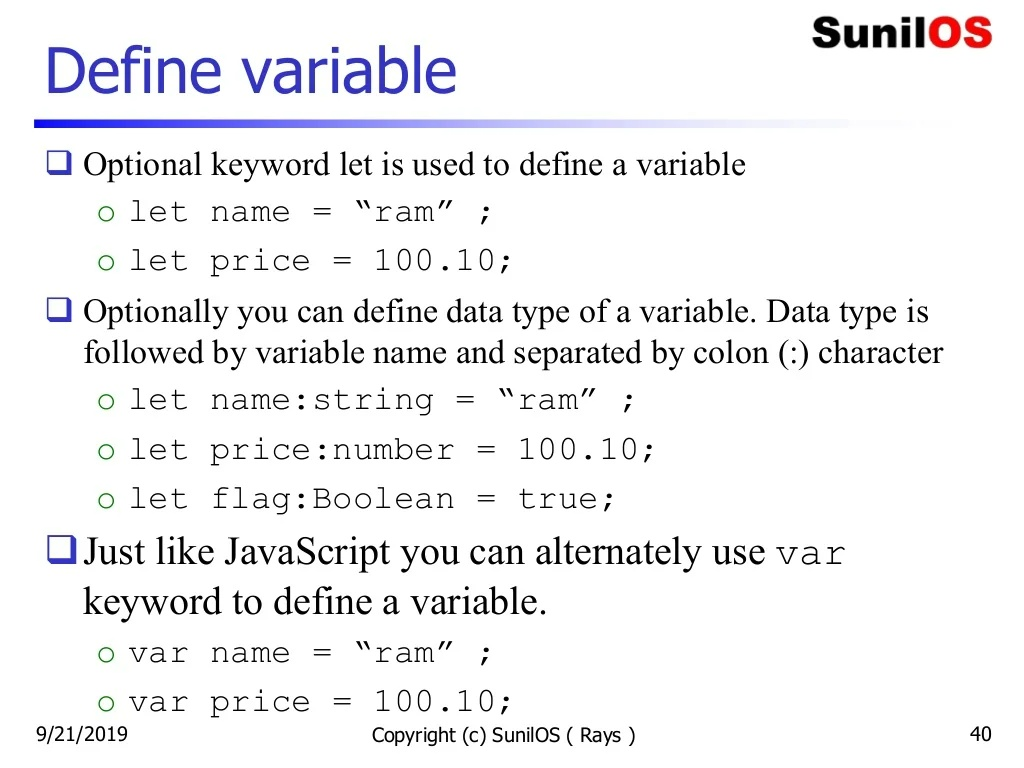 SunilOS
Define variable
Optional keyword let is used to define a variable
let name = “ram” ;
let price = 100.10;
Optionally you can define data type of a variable. Data type is
followed by variable name and separated by colon (:) character
let name:string = “ram” ;
let price:number = 100.10;
let flag:Boolean = true;
Just like JavaScript you can alternately use var
keyword to define a variable.
var name = “ram” ;
var price = 100.10;
9/21/2019
Copyright (c) SunilOS ( Rays )
40